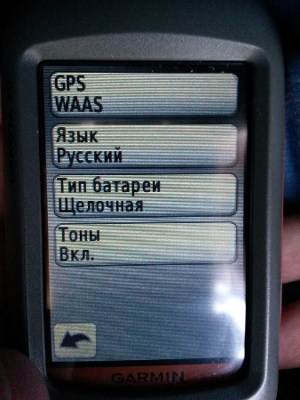 GPS
WAAS
Язык
Русский
Тип батареи
Щелочная
Тоны
Вкл.
GARMIN